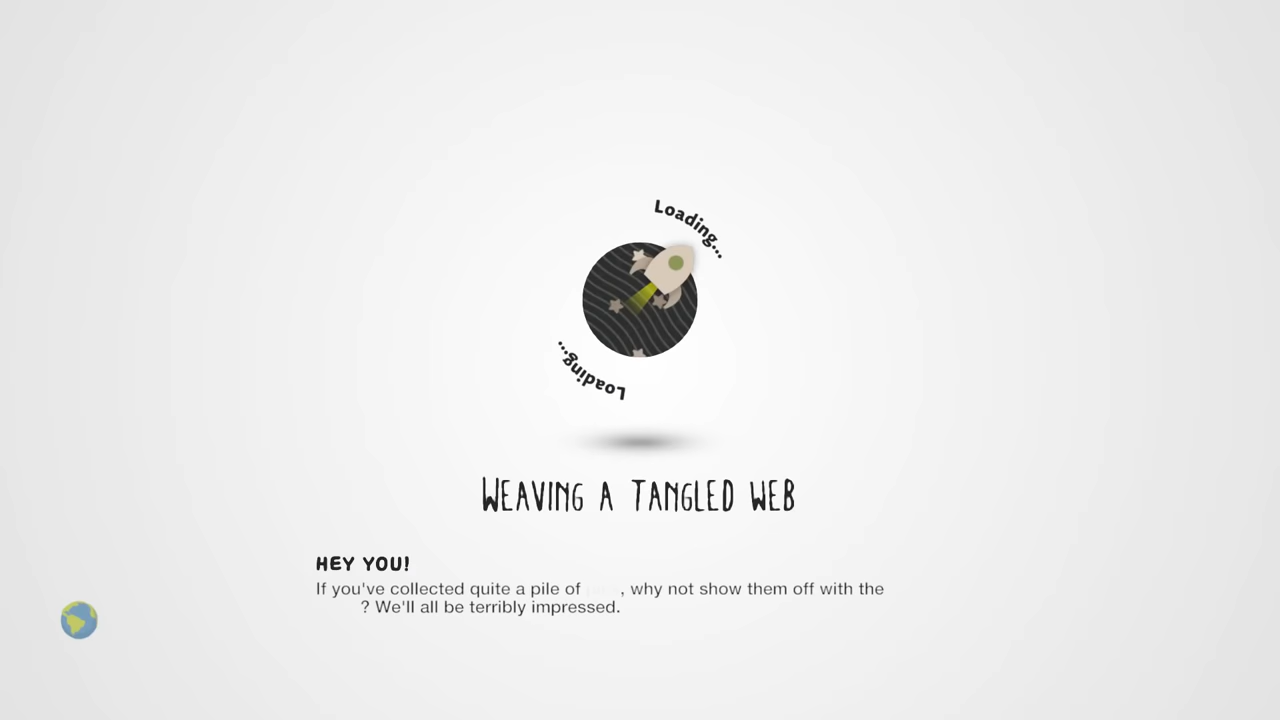 Loading...
Loading...
WEAVING A TANGLED WEB
HEY YOU!
If you've collected quite a pile of , why not show them off with the
? We'll all be terribly impressed.